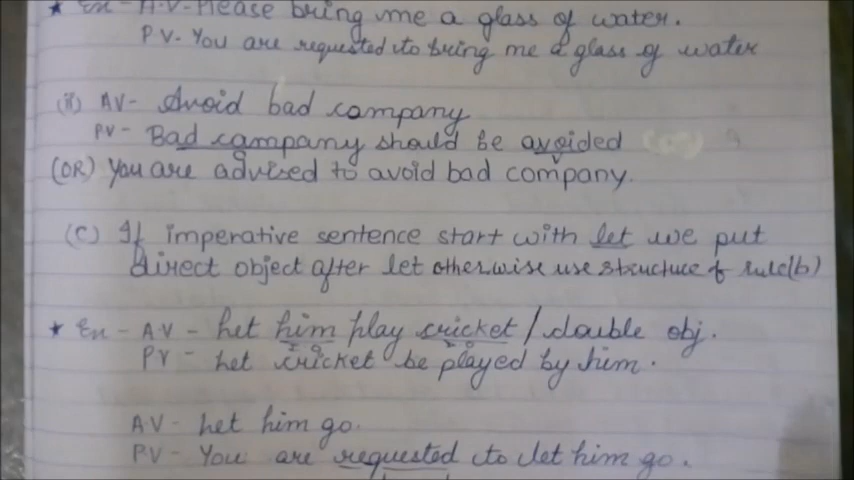 * Ex - A.V - Please bring me a glass of water.
P.V. You are requested to bring me a glass of water
(ii) AV - Avoid bad company
PV - Bad company should be avoided
(OR) You are advised to avoid bad company.
(C) If imperative sentence start with let we put
direct object after let otherwise use structure of rule(b)
* Ex - A.V - Let him play cricket / double obj.
PV - Let cricket be played by him.
A.V - Let him go.
P.V - You are requested to let him go.